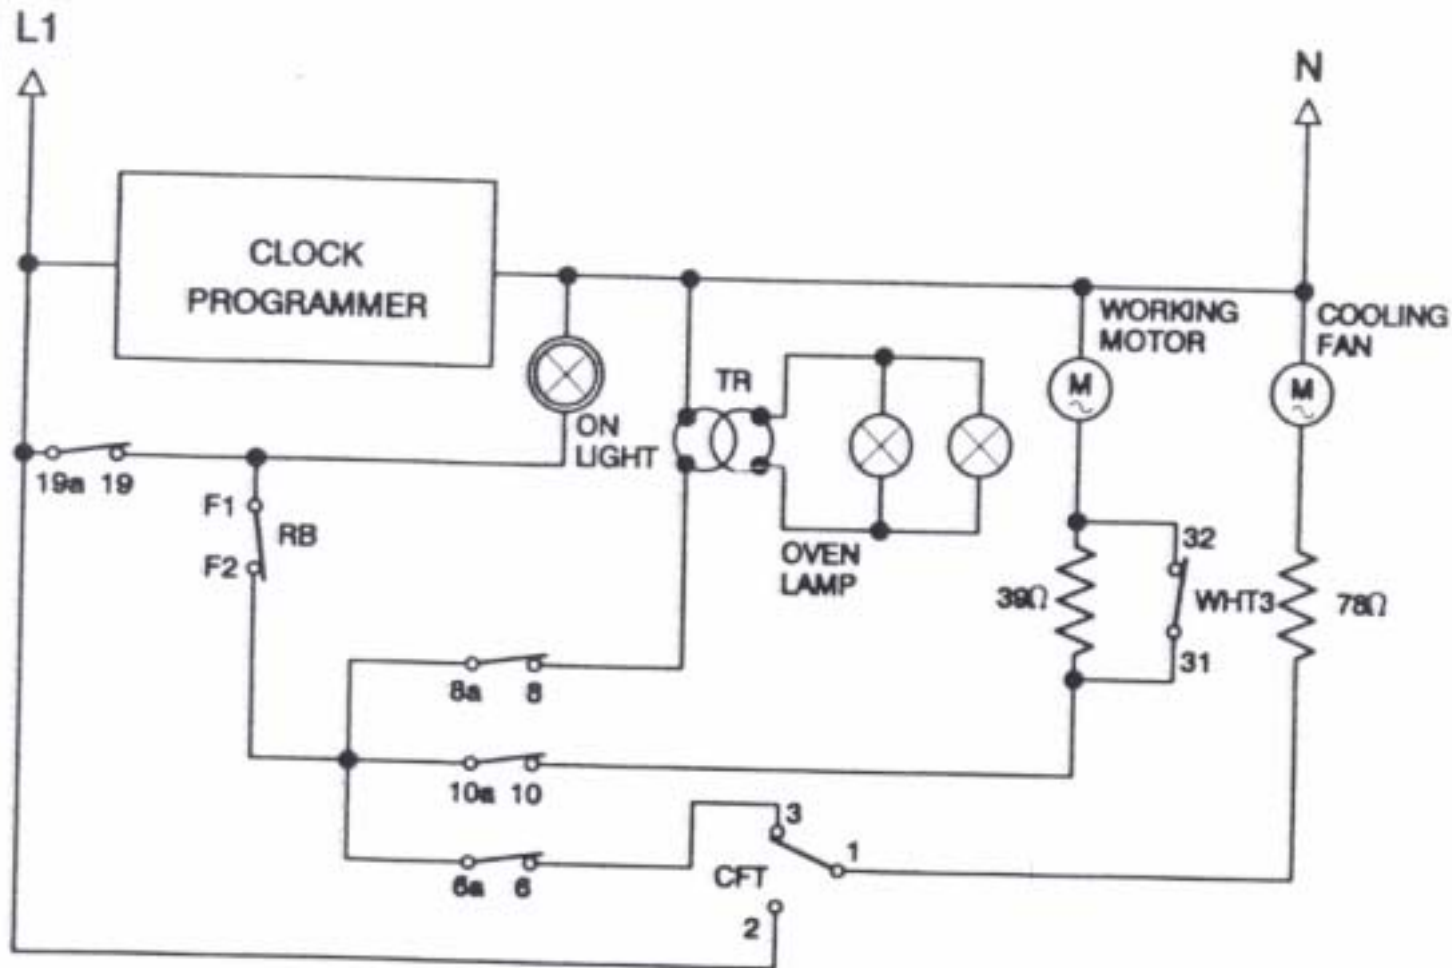 L1
N
CLOCK
PROGRAMMER
WORKING
MOTOR
COOLING
FAN
M
M
TR
ON
LIGHT
19a 19
F1
RB
F2
OVEN
LAMP
32
39Ω
WHT3
78Ω
31
8a 8
10a 10
3
1
6a 6
CFT
2